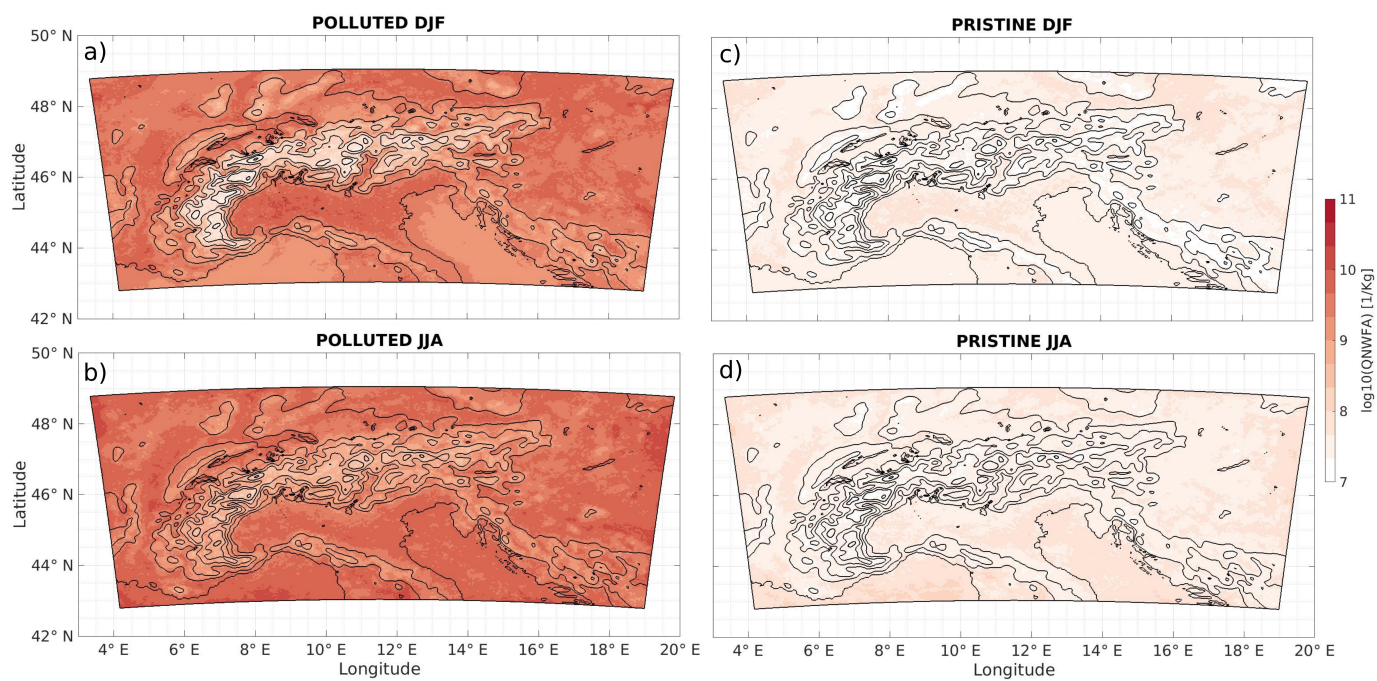 POLLUTED DJF
a)
50° N
48° N
46° N
44° N
42° N
Latitude
PRISTINE DJF
c)
POLLUTED JJA
b)
50° N
48° N
46° N
44° N
42° N
Latitude
4° E 6° E 8° E 10° E 12° E 14° E 16° E 18° E 20° E
Longitude
PRISTINE JJA
d)
4° E 6° E 8° E 10° E 12° E 14° E 16° E 18° E 20° E
Longitude
11
10
9
8
7
log10(QNWFA) [1/Kg]